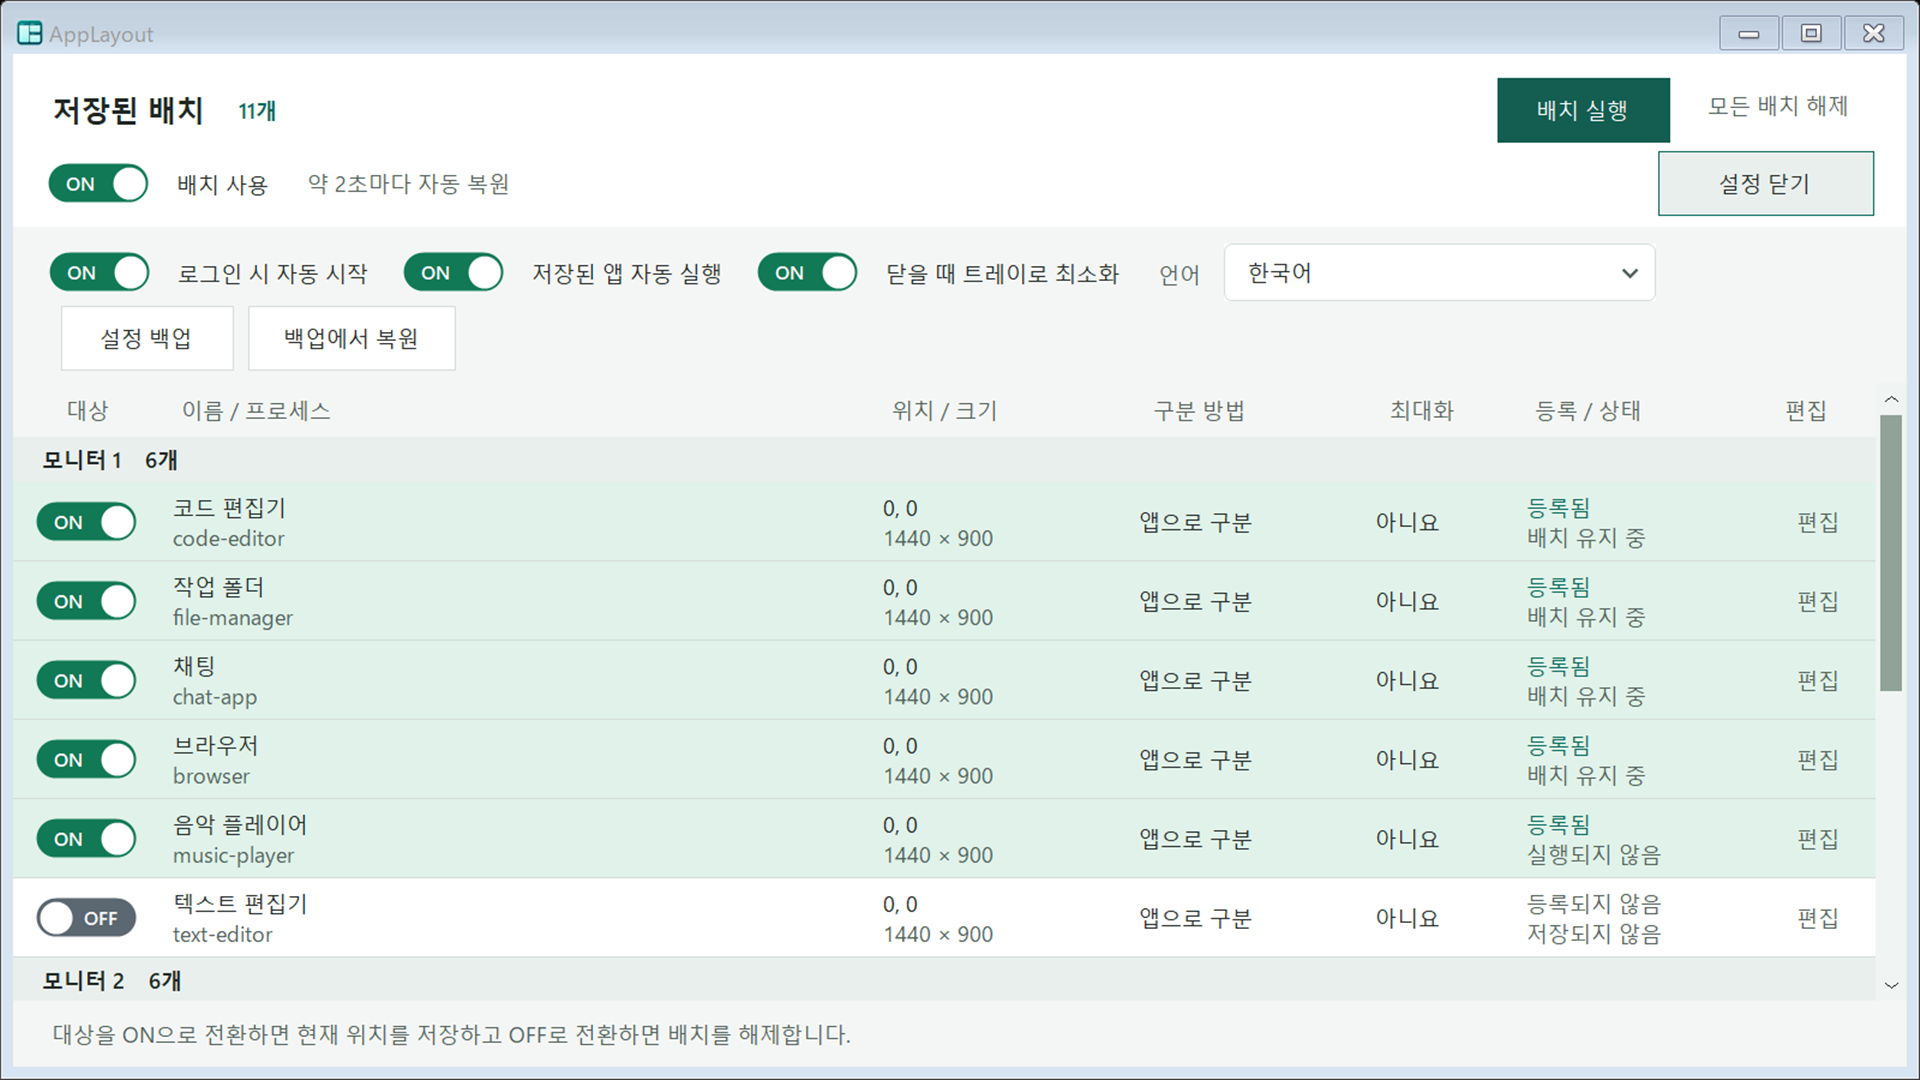 AppLayout
저장된 배치 11개
배치 실행 모든 배치 해제
ON 배치 사용 약 2초마다 자동 복원
설정 닫기
ON 로그인 시 자동 시작 ON 저장된 앱 자동 실행 ON 닫을 때 트레이로 최소화 언어 한국어
설정 백업 백업에서 복원
대상 이름 / 프로세스 위치 / 크기 구분 방법 최대화 등록 / 상태 편집
모니터 1 6개
ON 코드 편집기 0, 0 앱으로 구분 아니요 등록됨 편집
code-editor 1440 × 900 배치 유지 중
ON 작업 폴더 0, 0 앱으로 구분 아니요 등록됨 편집
file-manager 1440 × 900 배치 유지 중
ON 채팅 0, 0 앱으로 구분 아니요 등록됨 편집
chat-app 1440 × 900 배치 유지 중
ON 브라우저 0, 0 앱으로 구분 아니요 등록됨 편집
browser 1440 × 900 배치 유지 중
ON 음악 플레이어 0, 0 앱으로 구분 아니요 등록됨 편집
music-player 1440 × 900 실행되지 않음
OFF 텍스트 편집기 0, 0 앱으로 구분 아니요 등록되지 않음 편집
text-editor 1440 × 900 저장되지 않음
모니터 2 6개
대상을 ON으로 전환하면 현재 위치를 저장하고 OFF로 전환하면 배치를 해제합니다.